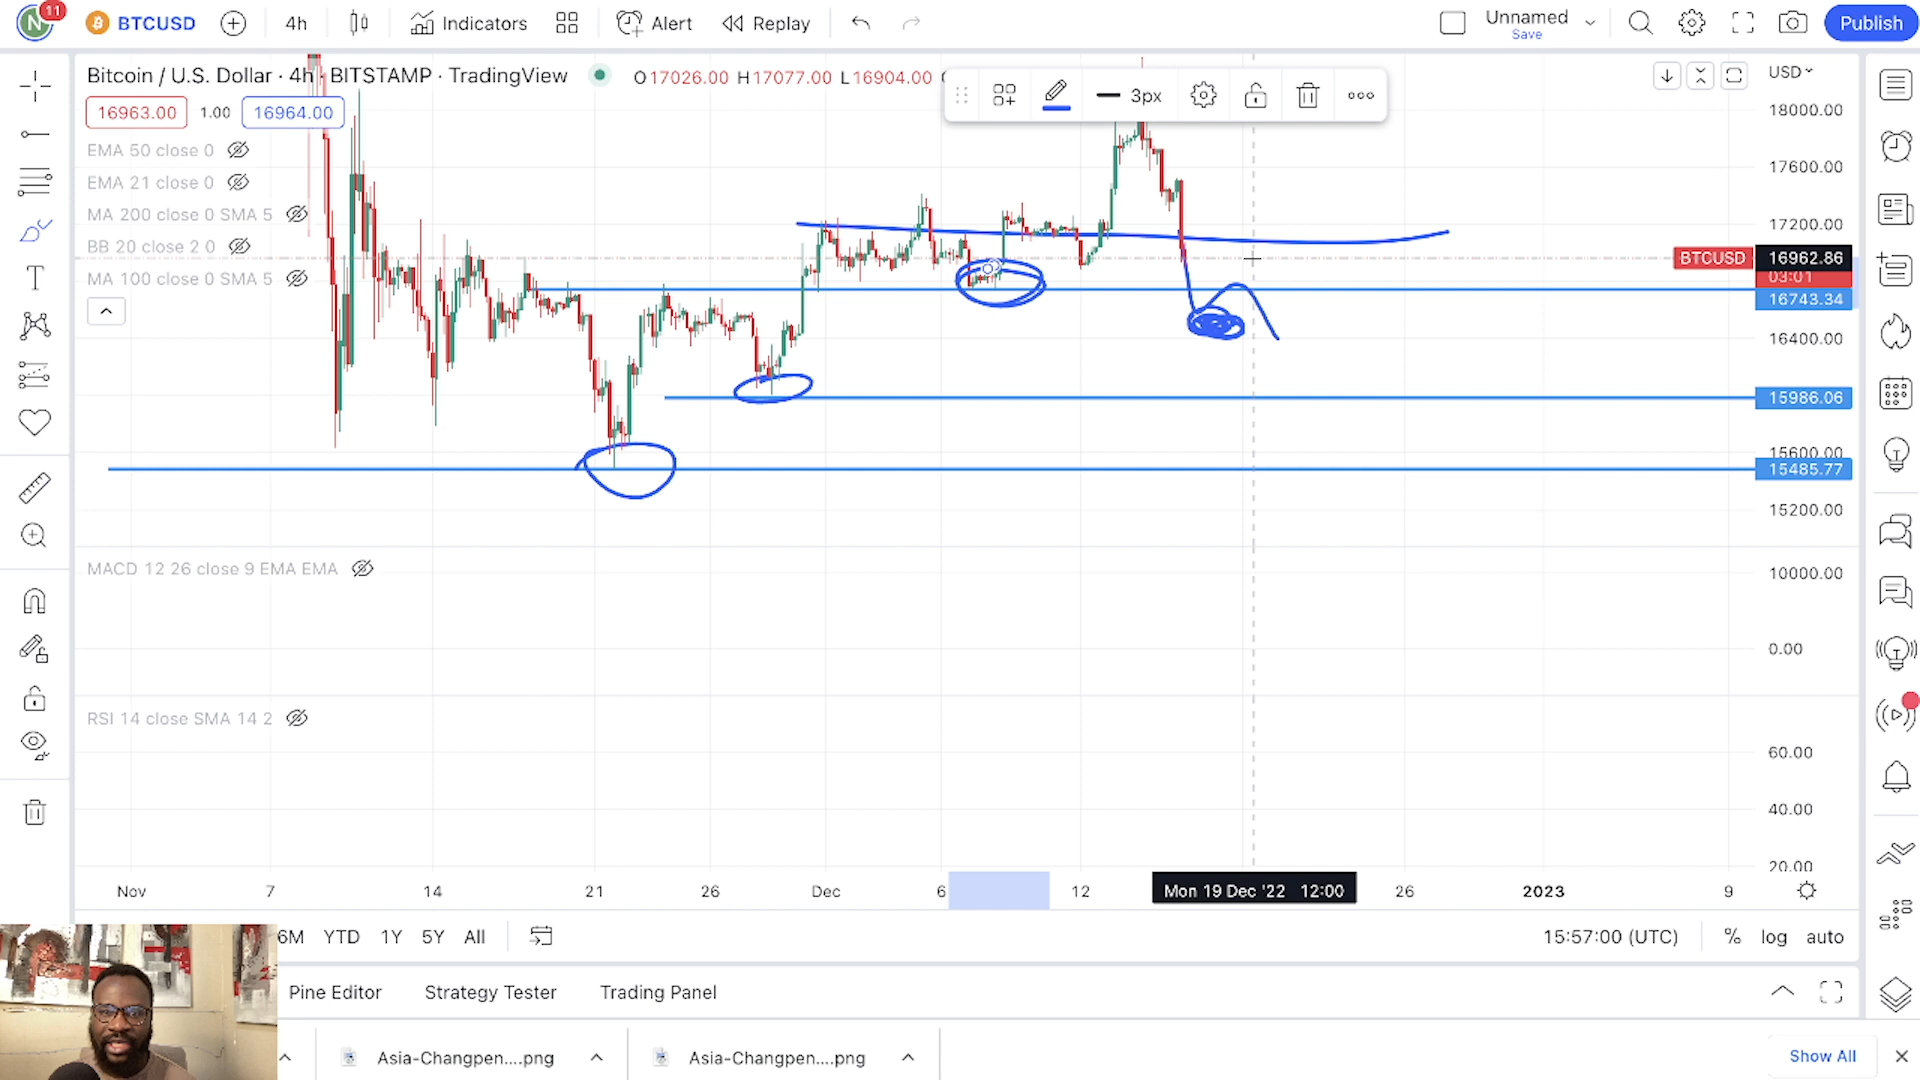 N 11
BTCUSD 4h Indicators Alert Replay Unnamed Save Publish
Bitcoin / U.S. Dollar · 4h · BITSTAMP · TradingView O17026.00 H17077.00 L16904.00
3px
USD
16963.00 1.00 16964.00
EMA 50 close 0
EMA 21 close 0
MA 200 close 0 SMA 5
BB 20 close 2 0
MA 100 close 0 SMA 5
18000.00
17600.00
17200.00
BTCUSD 16962.86
03:01
16743.34
16400.00
15986.06
15600.00
15485.77
15200.00
MACD 12 26 close 9 EMA EMA
10000.00
0.00
RSI 14 close SMA 14 2
60.00
40.00
20.00
Nov 7 14 21 26 Dec 6 12 Mon 19 Dec '22 12:00 26 2023 9
6M YTD 1Y 5Y All 15:57:00 (UTC) % log auto
Pine Editor Strategy Tester Trading Panel
Asia-Changpen....png Asia-Changpen....png Show All